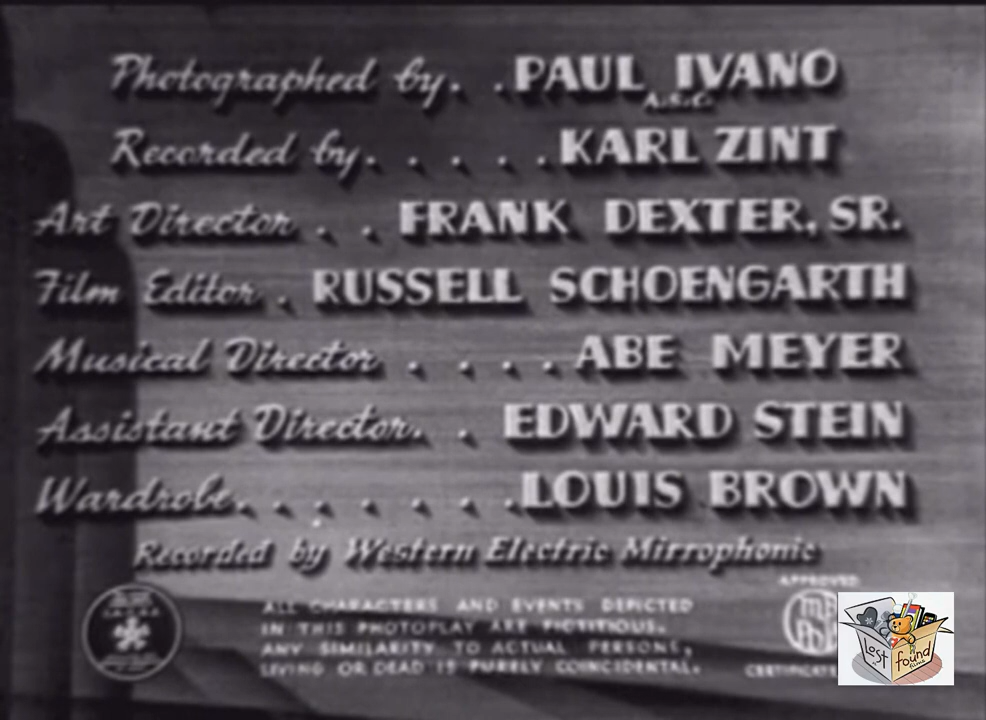 Photographed by. . PAUL IVANO
A.S.C.
Recorded by. . . . . . KARL ZINT
Art Director . . FRANK DEXTER, SR.
Film Editor . RUSSELL SCHOENGARTH
Musical Director . . . . . ABE MEYER
Assistant Director. . EDWARD STEIN
Wardrobe. . . . . . . LOUIS BROWN
Recorded by Western Electric Mirrophonic
ALL CHARACTERS AND EVENTS DEPICTED
IN THIS PHOTOPLAY ARE FICTITIOUS.
ANY SIMILARITY TO ACTUAL PERSONS,
LIVING OR DEAD IS PURELY COINCIDENTAL.
APPROVED
CERTIFICATE
Lost
found
films